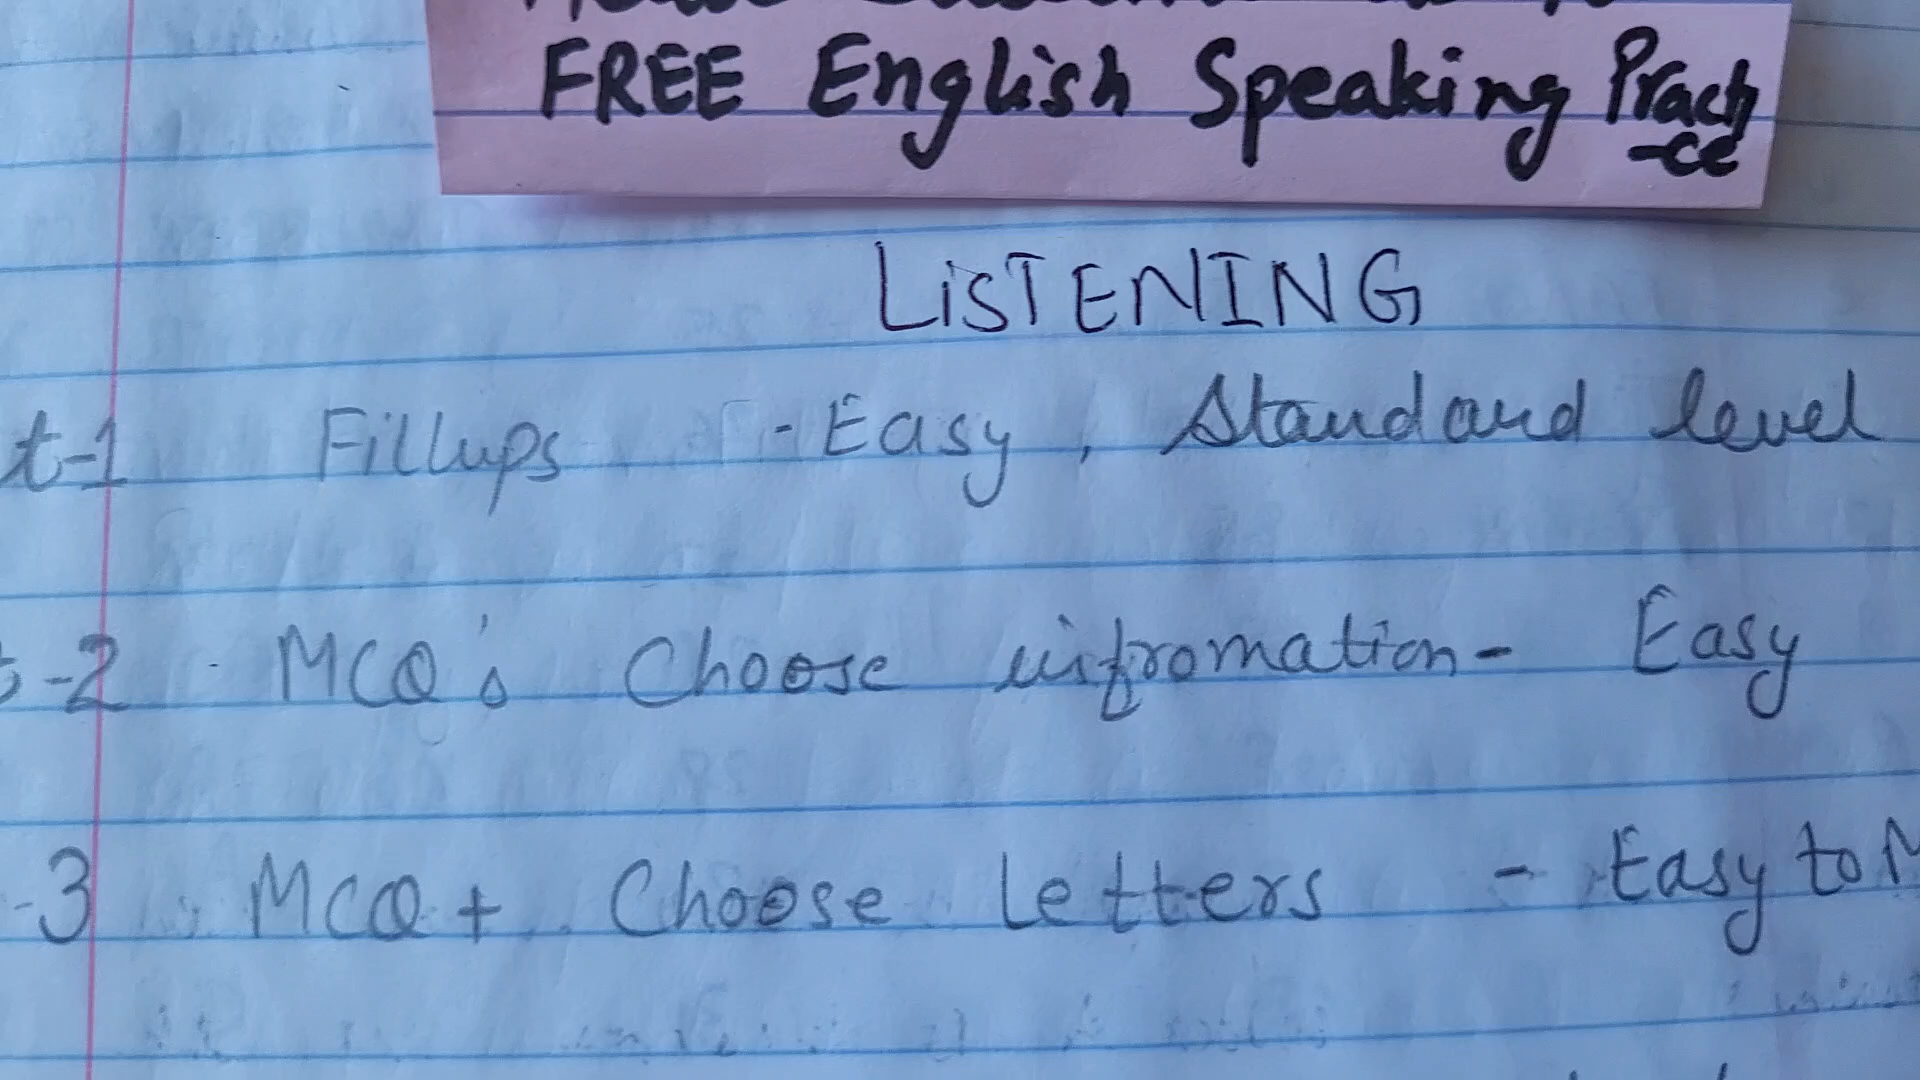 FREE English Speaking Practi
-ce
LiSTENING
t-1 Fillups - Easy, Standard level
-2 MCQ's Choose infromation - Easy
-3 MCQ + Choose letters - Easy to M